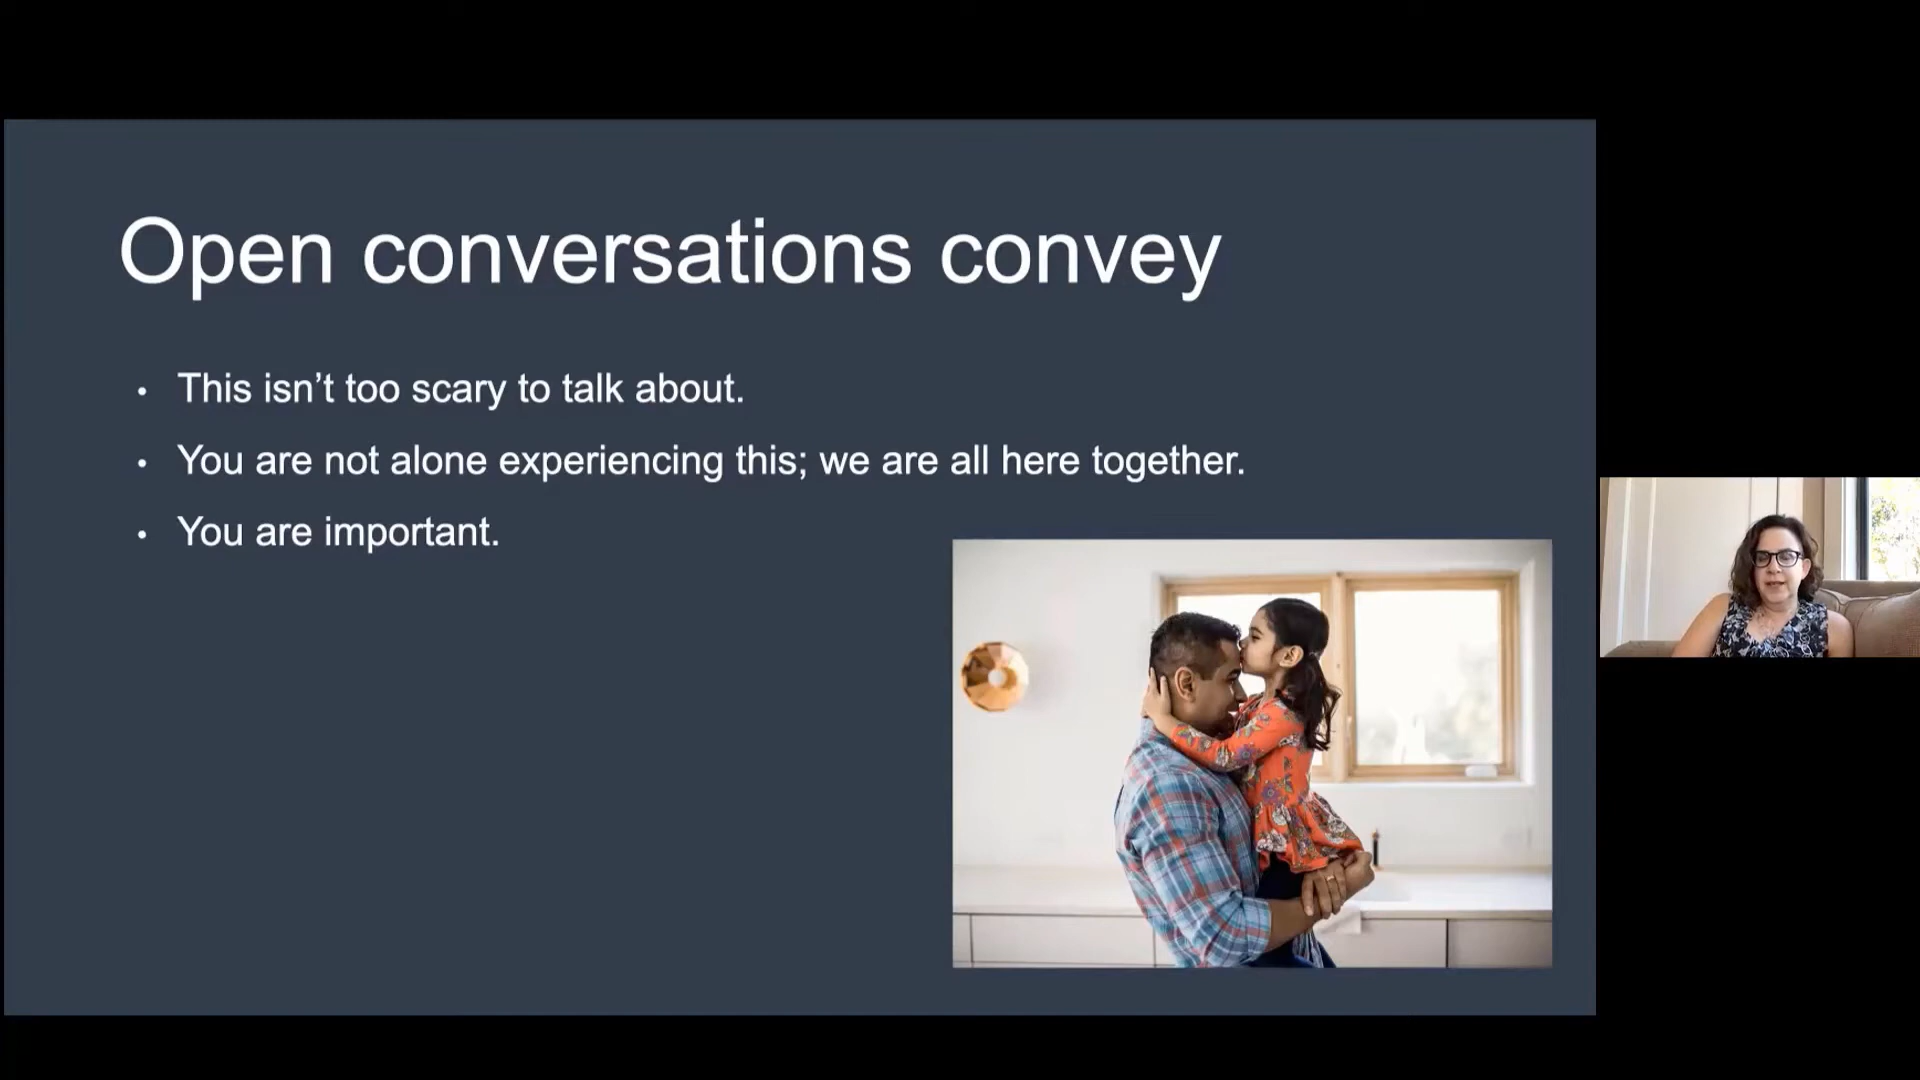 Open conversations convey
• This isn’t too scary to talk about.
• You are not alone experiencing this; we are all here together.
• You are important.